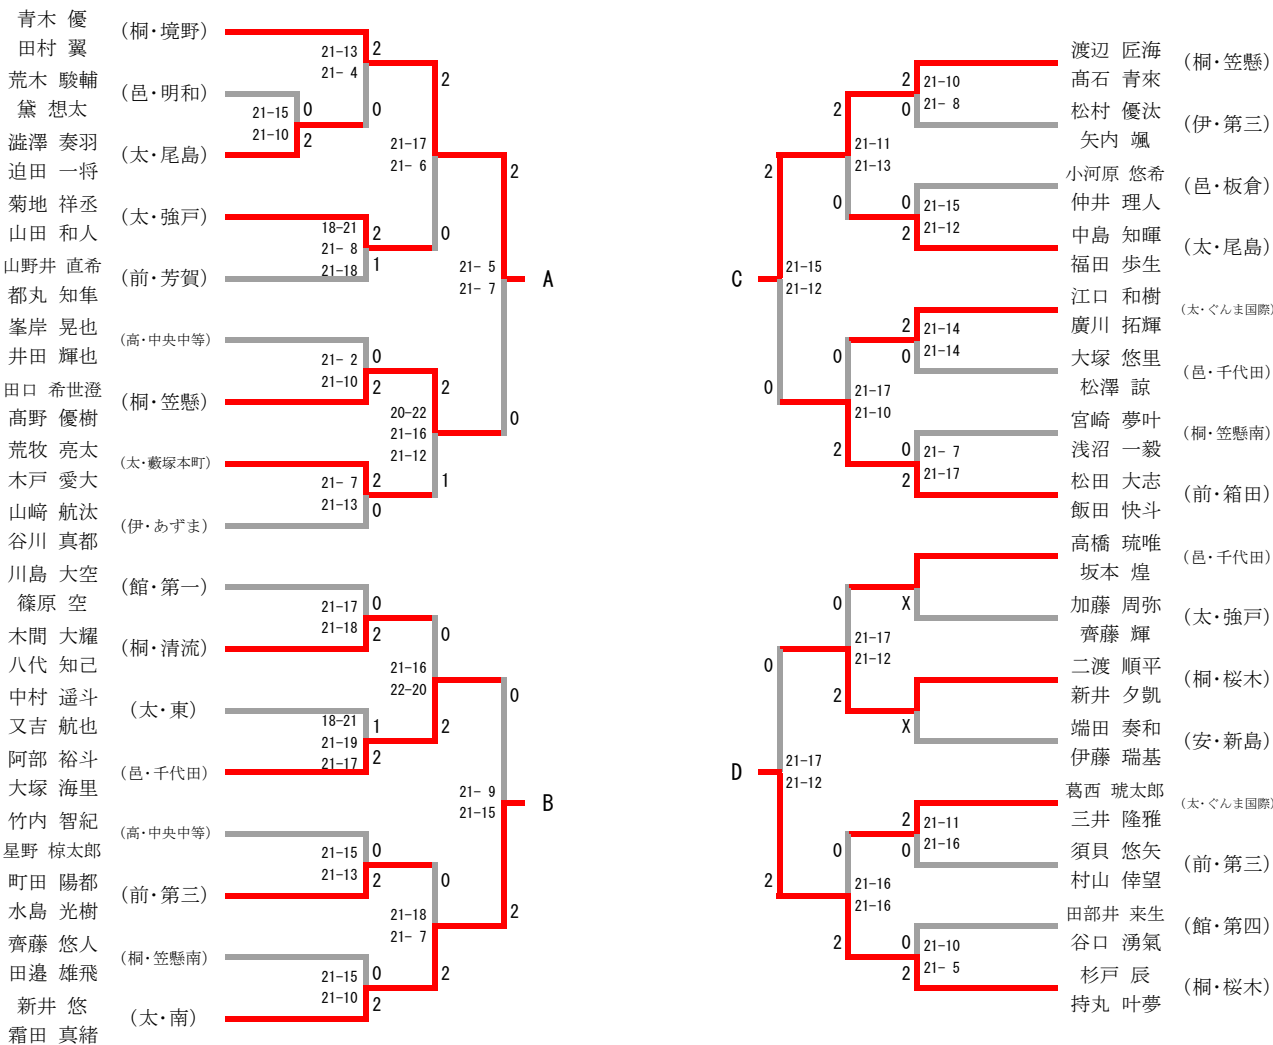 青木 優
田村 翼
(桐・境野)
荒木 駿輔
黛 想太
(邑・明和)
澁澤 奏羽
迫田 一将
(太・尾島)
菊地 祥丞
山田 和人
(太・強戸)
山野井 直希
都丸 知隼
(前・芳賀)
峯岸 晃也
井田 輝也
(高・中央中等)
田口 希世澄
髙野 優樹
(桐・笠懸)
荒牧 亮太
木戸 愛大
(太・藪塚本町)
山﨑 航汰
谷川 真都
(伊・あずま)
21-13
21- 4
2
0
21-15
21-10
0
2
18-21
21- 8
21-18
2
1
21-17
21- 6
2
0
21- 2
21-10
0
2
21- 7
21-13
2
0
20-22
21-16
21-12
2
1
21- 5
21- 7
2
0
A
川島 大空
篠原 空
(館・第一)
木間 大耀
八代 知己
(桐・清流)
中村 遥斗
又吉 航也
(太・東)
阿部 裕斗
大塚 海里
(邑・千代田)
竹内 智紀
星野 椋太郎
(高・中央中等)
町田 陽都
水島 光樹
(前・第三)
齊藤 悠人
田邉 雄飛
(桐・笠懸南)
新井 悠
霜田 真緒
(太・南)
21-17
21-18
0
2
18-21
21-19
21-17
1
2
21-16
22-20
0
2
21-15
21-13
0
2
21-15
21-10
0
2
21-18
21- 7
0
2
21- 9
21-15
0
2
B
渡辺 匠海
髙石 青來
(桐・笠懸)
松村 優汰
矢内 颯
(伊・第三)
小河原 悠希
仲井 理人
(邑・板倉)
中島 知暉
福田 歩生
(太・尾島)
江口 和樹
廣川 拓輝
(太・ぐんま国際)
大塚 悠里
松澤 諒
(邑・千代田)
宮崎 夢叶
浅沼 一毅
(桐・笠懸南)
松田 大志
飯田 快斗
(前・箱田)
2
0
21-10
21- 8
0
2
21-15
21-12
2
0
21-11
21-13
2
0
21-14
21-14
0
2
21- 7
21-17
0
2
21-17
21-10
2
0
21-15
21-12
C
高橋 琉唯
坂本 煌
(邑・千代田)
加藤 周弥
齊藤 輝
(太・強戸)
二渡 順平
新井 夕凱
(桐・桜木)
端田 奏和
伊藤 瑞基
(安・新島)
葛西 琥太郎
三井 隆雅
(太・ぐんま国際)
須貝 悠矢
村山 倖望
(前・第三)
田部井 来生
谷口 湧氣
(館・第四)
杉戸 辰
持丸 叶夢
(桐・桜木)
X
X
0
2
21-17
21-12
2
0
21-11
21-16
0
2
21-10
21- 5
0
2
21-16
21-16
0
2
21-17
21-12
D